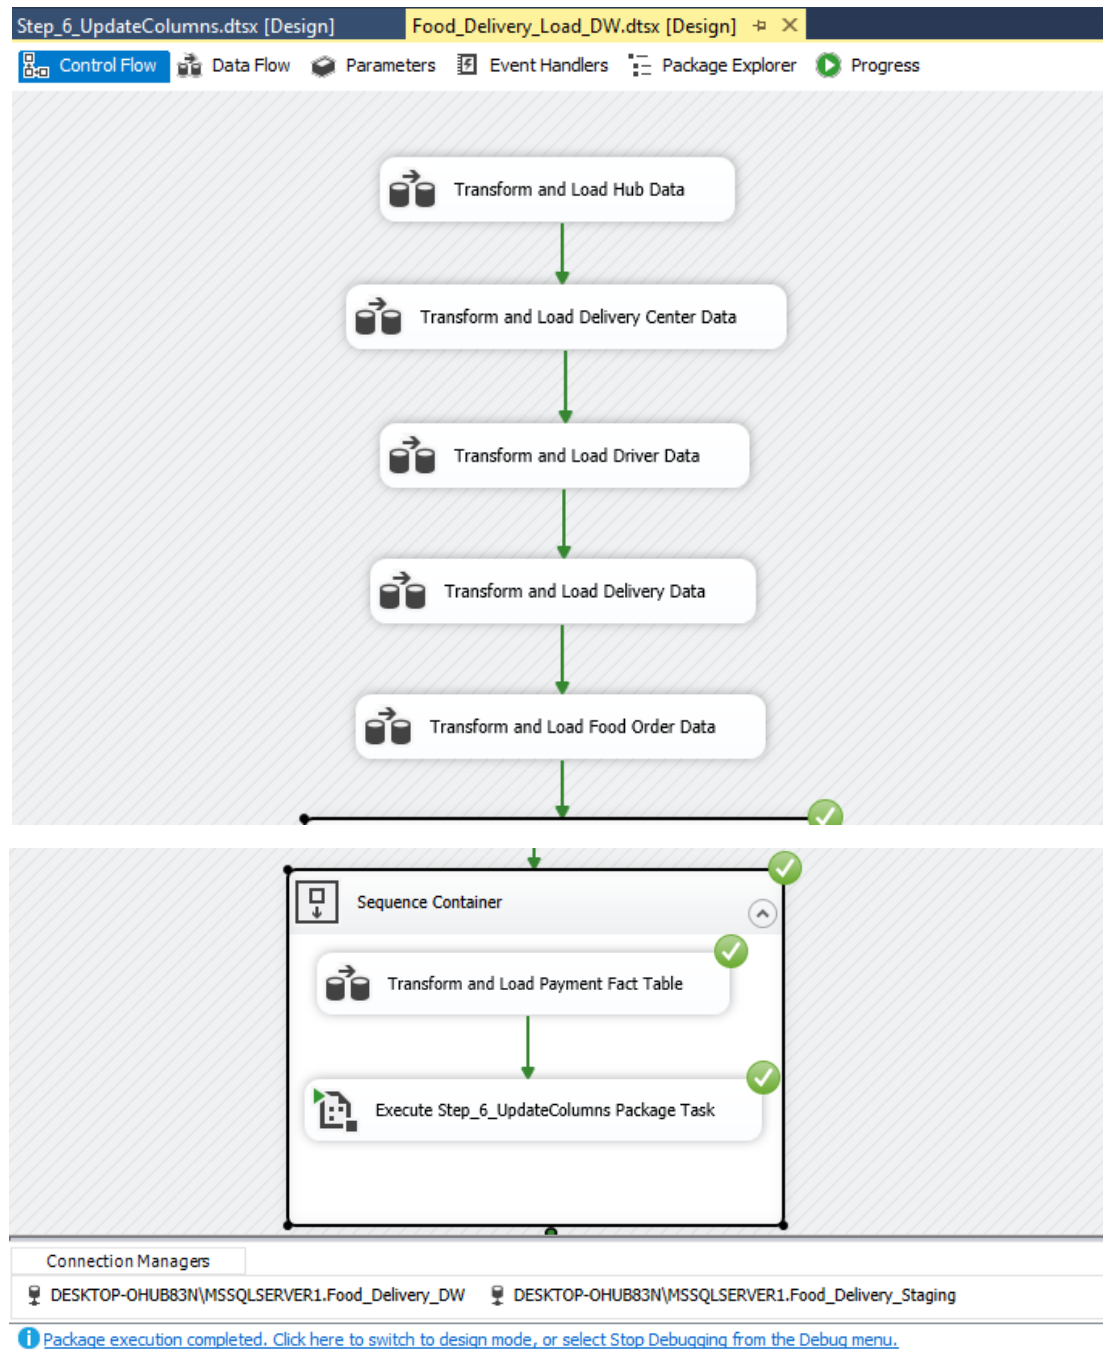 Step_6_UpdateColumns.dtsx [Design] Food_Delivery_Load_DW.dtsx [Design]
Control Flow Data Flow Parameters Event Handlers Package Explorer Progress
Transform and Load Hub Data
Transform and Load Delivery Center Data
Transform and Load Driver Data
Transform and Load Delivery Data
Transform and Load Food Order Data
Sequence Container
Transform and Load Payment Fact Table
Execute Step_6_UpdateColumns Package Task
Connection Managers
DESKTOP-OHUB83N\MSSQLSERVER1.Food_Delivery_DW DESKTOP-OHUB83N\MSSQLSERVER1.Food_Delivery_Staging
Package execution completed. Click here to switch to design mode, or select Stop Debugging from the Debug menu.